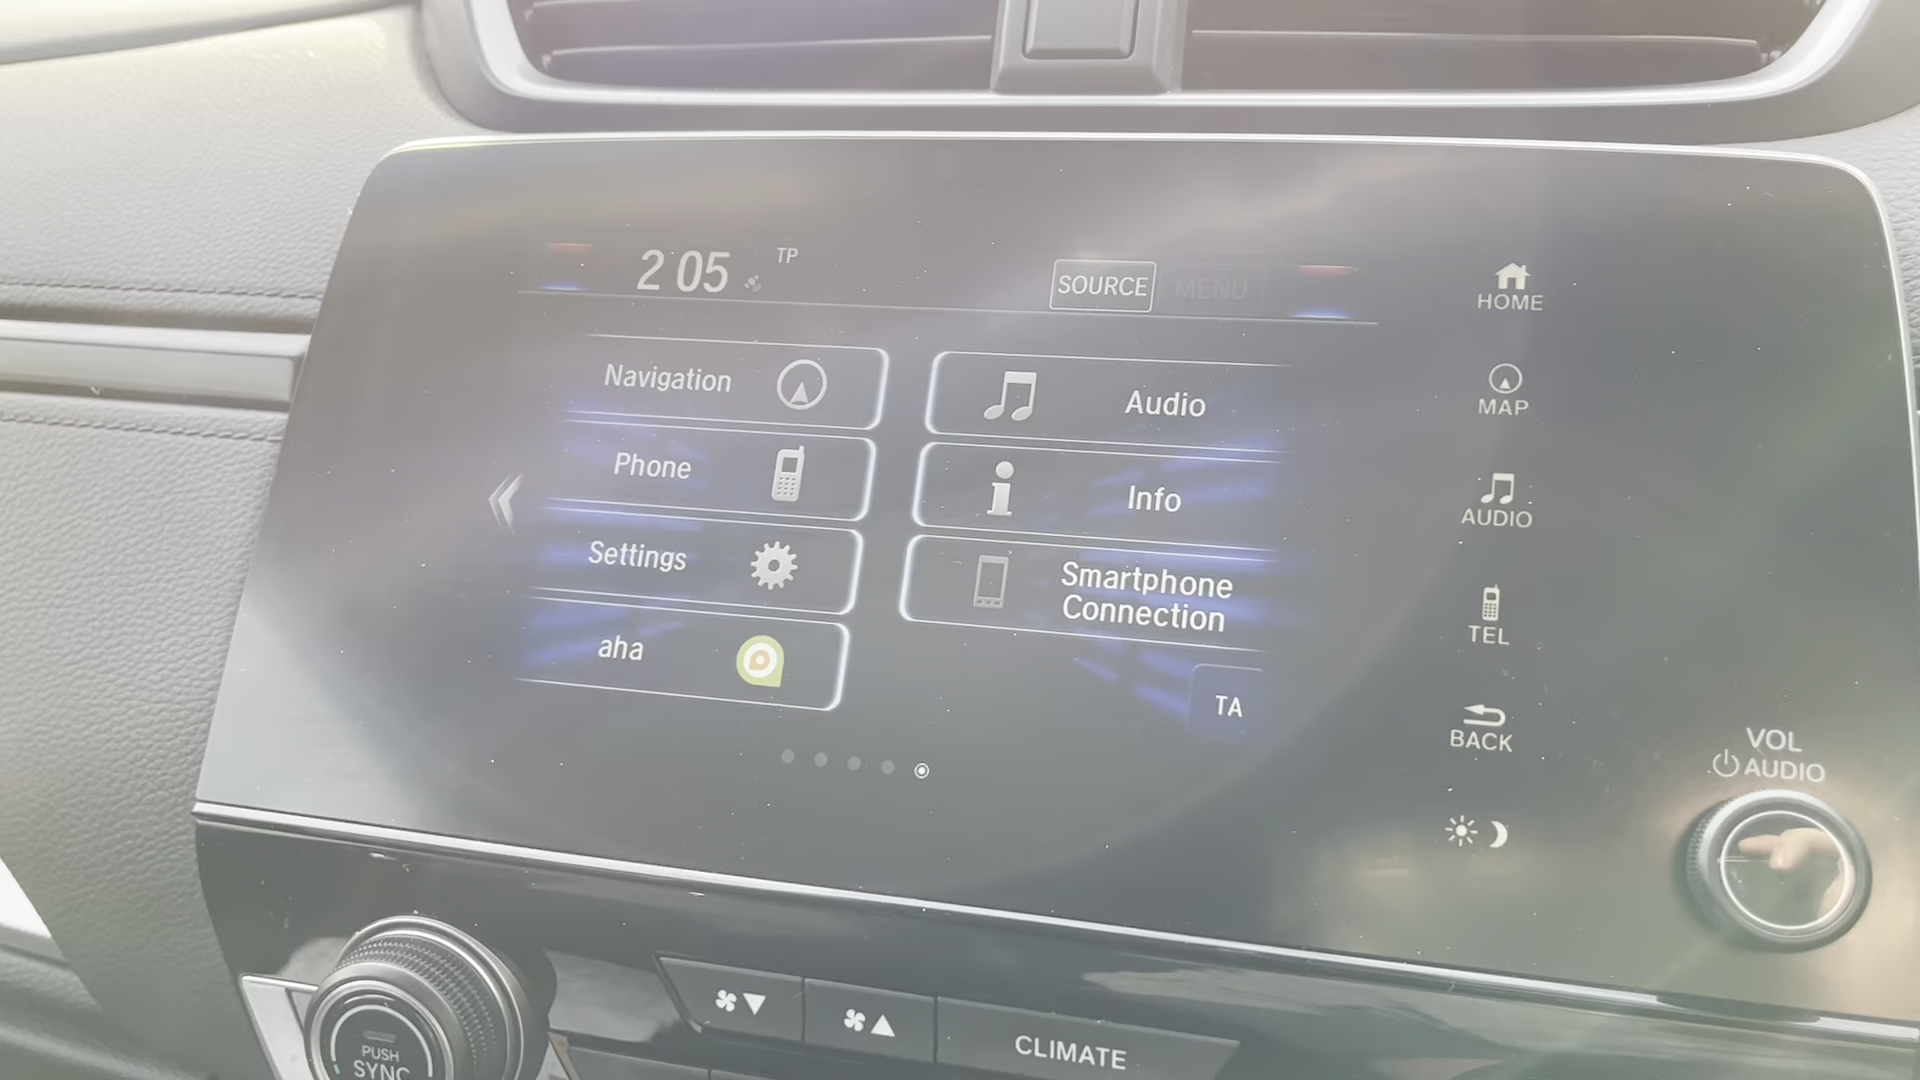 2:05
TP
SOURCE
MENU
HOME
Navigation
Audio
MAP
Phone
Info
AUDIO
Settings
Smartphone
Connection
TEL
aha
TA
BACK
VOL
AUDIO
CLIMATE
PUSH
SYNC